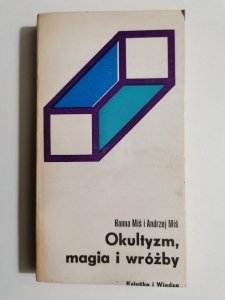 Hanna Miś i Andrzej Miś
Okultyzm,
magia i wróżby
Książka i Wiedza